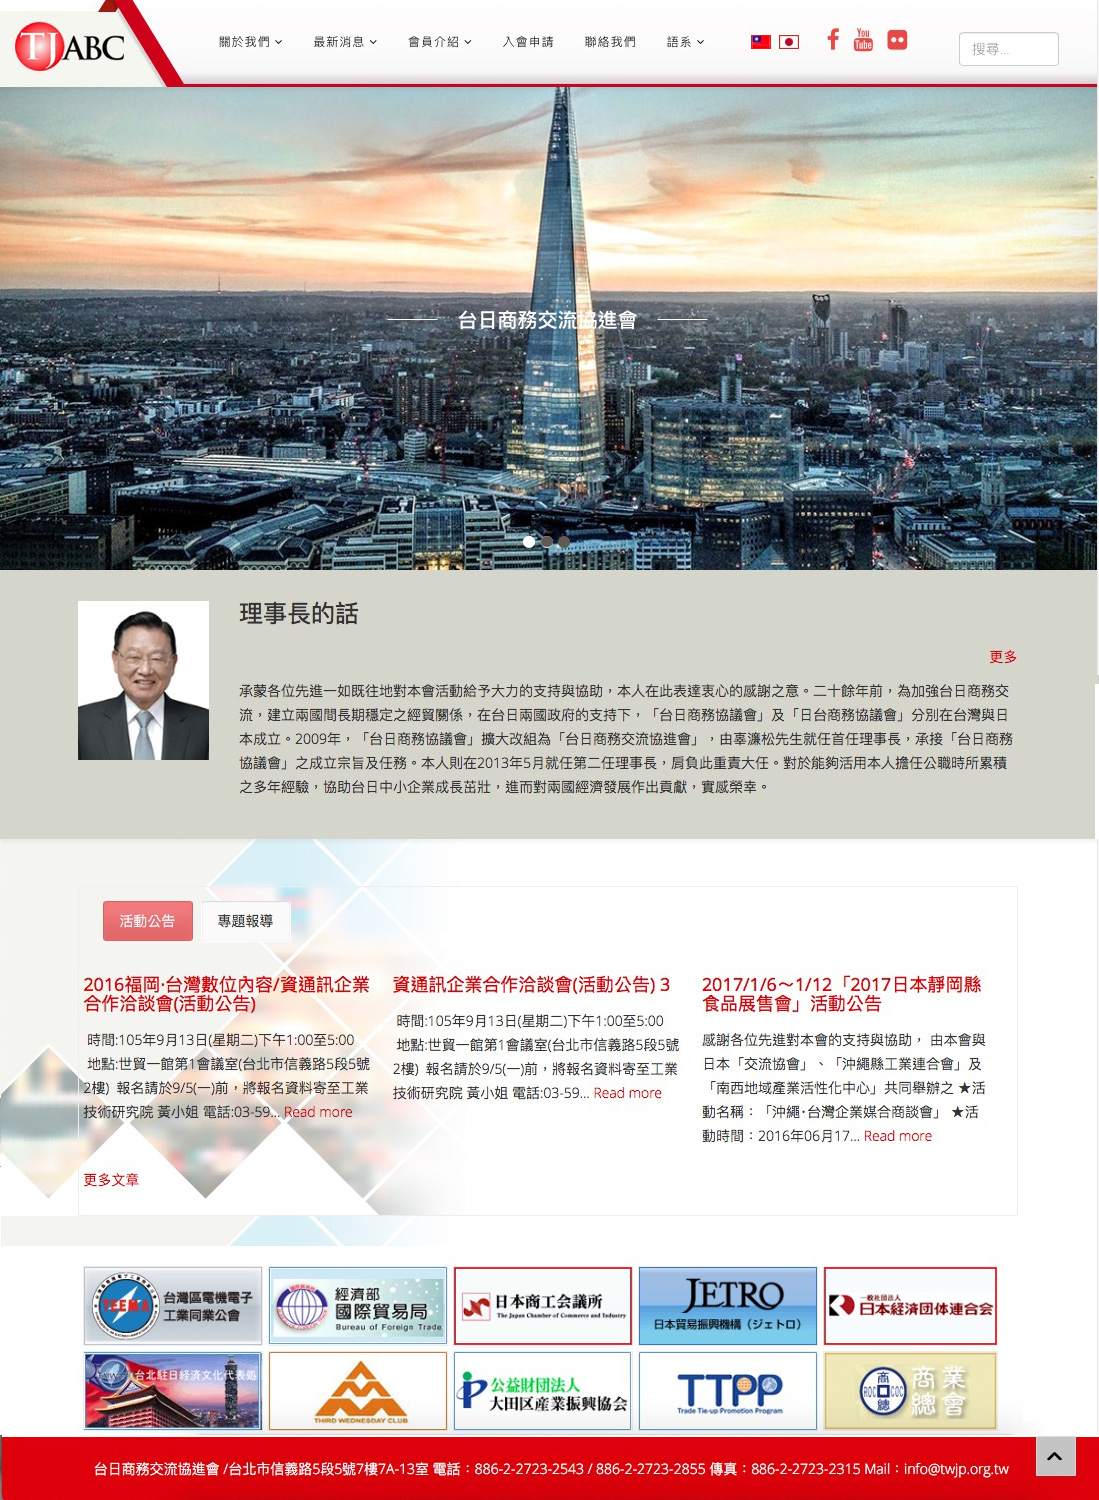 TJABC
關於我們
最新消息
會員介紹
入會申請
聯絡我們
語系
You
Tube
搜尋...
台日商務交流協進會
理事長的話
更多
承蒙各位先進一如既往地對本會活動給予大力的支持與協助，本人在此表達衷心的感謝之意。二十餘年前，為加強台日商務交
流，建立兩國間長期穩定之經貿關係，在台日兩國政府的支持下，「台日商務協議會」及「日台商務協議會」分別在台灣與日
本成立。2009年，「台日商務協議會」擴大改組為「台日商務交流協進會」，由辜濂松先生就任首任理事長，承接「台日商務
協議會」之成立宗旨及任務。本人則在2013年5月就任第二任理事長，肩負此重責大任。對於能夠活用本人擔任公職時所累積
之多年經驗，協助台日中小企業成長茁壯，進而對兩國經濟發展作出貢獻，實感榮幸。
活動公告
專題報導
2016福岡‧台灣數位內容/資通訊企業
合作洽談會(活動公告)
時間:105年9月13日(星期二)下午1:00至5:00
地點:世貿一館第1會議室(台北市信義路5段5號
2樓) 報名請於9/5(一)前，將報名資料寄至工業
技術研究院 黃小姐 電話:03-59... Read more
資通訊企業合作洽談會(活動公告) 3
時間:105年9月13日(星期二)下午1:00至5:00
地點:世貿一館第1會議室(台北市信義路5段5號
2樓) 報名請於9/5(一)前，將報名資料寄至工業
技術研究院 黃小姐 電話:03-59... Read more
2017/1/6～1/12「2017日本靜岡縣
食品展售會」活動公告
感謝各位先進對本會的支持與協助， 由本會與
日本「交流協會」、「沖繩縣工業連合會」及
「南西地域產業活性化中心」共同舉辦之 ★活
動名稱：「沖繩‧台灣企業媒合商談會」 ★活
動時間：2016年06月17... Read more
更多文章
TEEMA
台灣區電機電子
工業同業公會
經濟部
國際貿易局
Bureau of Foreign Trade
日本商工会議所
The Japan Chamber of Commerce and Industry
JETRO
日本貿易振興機構（ジェトロ）
一般社団法人
日本経済団体連合会
台北駐日経済文化代表処
THIRD WEDNESDAY CLUB
公益財団法人
大田区産業振興協会
TTPP
Trade Tie-up Promotion Program
ROC COC
商業
總會
台日商務交流協進會 /台北市信義路5段5號7樓7A-13室 電話：886-2-2723-2543 / 886-2-2723-2855 傳真：886-2-2723-2315 Mail：info@twjp.org.tw